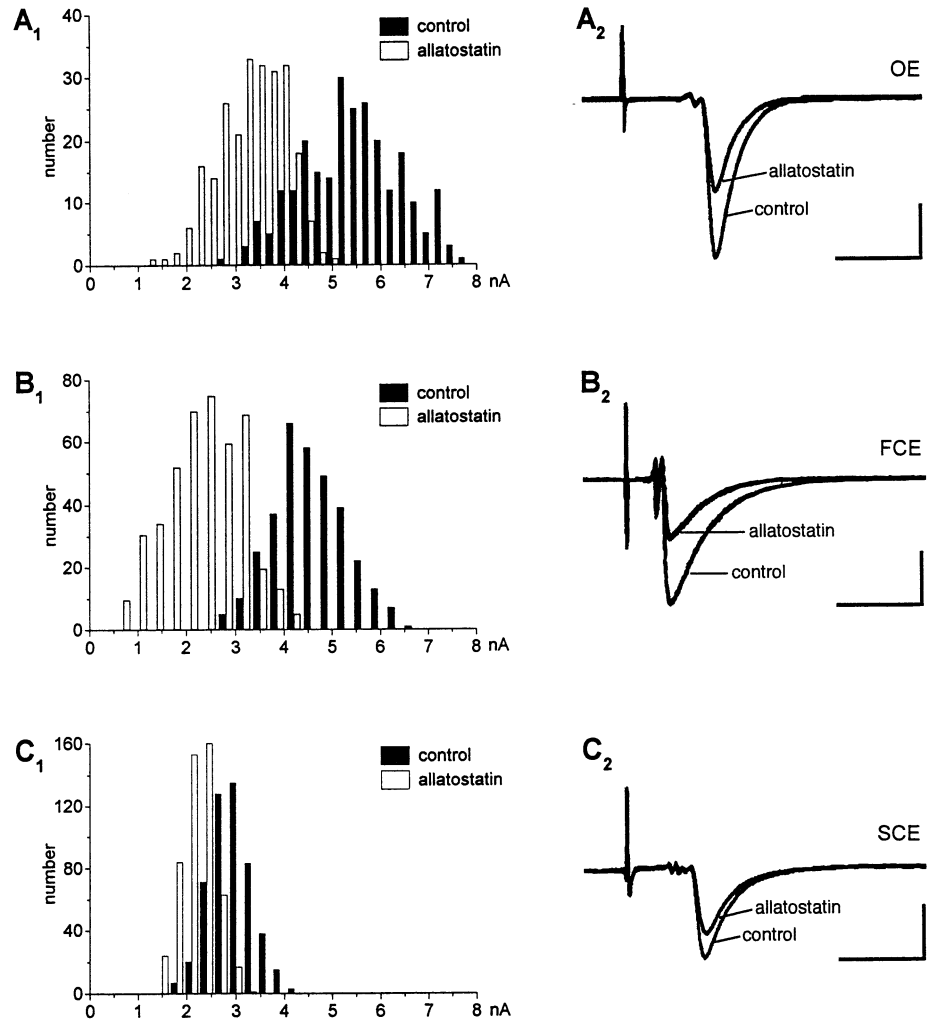 A1
40
30
20
10
0
number
control
allatostatin
0 1 2 3 4 5 6 7 8 nA
A2
OE
allatostatin
control
B1
80
60
40
20
0
number
control
allatostatin
0 1 2 3 4 5 6 7 8 nA
B2
FCE
allatostatin
control
C1
160
120
80
40
0
number
control
allatostatin
0 1 2 3 4 5 6 7 8 nA
C2
SCE
allatostatin
control